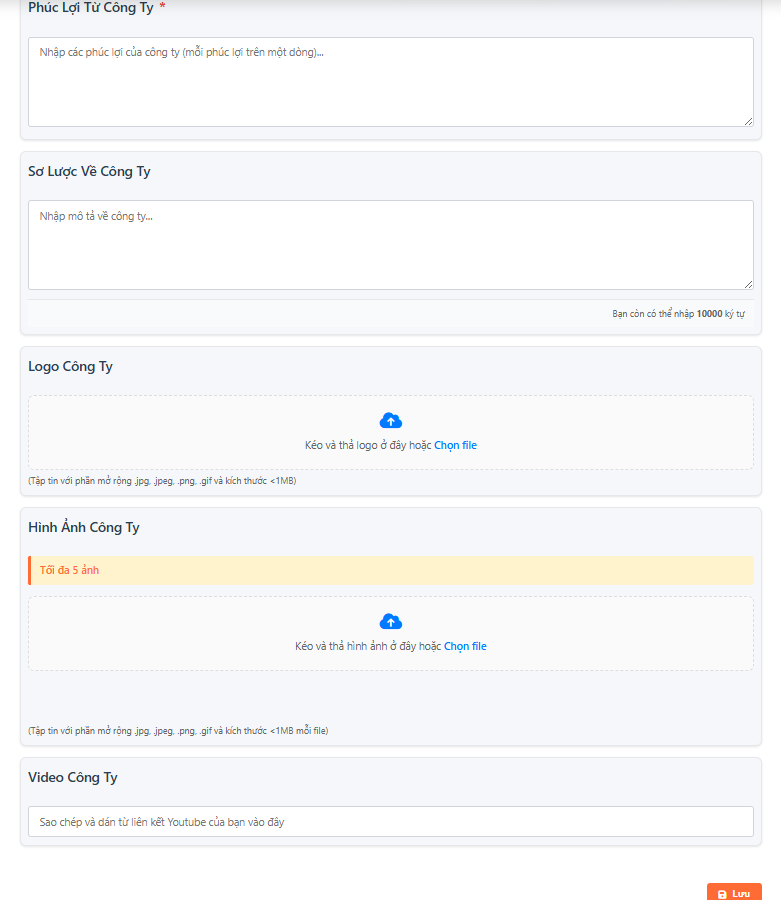 Phúc Lợi Từ Công Ty *
Nhập các phúc lợi của công ty (mỗi phúc lợi trên một dòng)...
Sơ Lược Về Công Ty
Nhập mô tả về công ty...
Bạn còn có thể nhập 10000 ký tự
Logo Công Ty
Kéo và thả logo ở đây hoặc Chọn file
(Tập tin với phần mở rộng .jpg, .jpeg, .png, .gif và kích thước <1MB)
Hình Ảnh Công Ty
Tối đa 5 ảnh
Kéo và thả hình ảnh ở đây hoặc Chọn file
(Tập tin với phần mở rộng .jpg, .jpeg, .png, .gif và kích thước <1MB mỗi file)
Video Công Ty
Sao chép và dán từ liên kết Youtube của bạn vào đây
Lưu